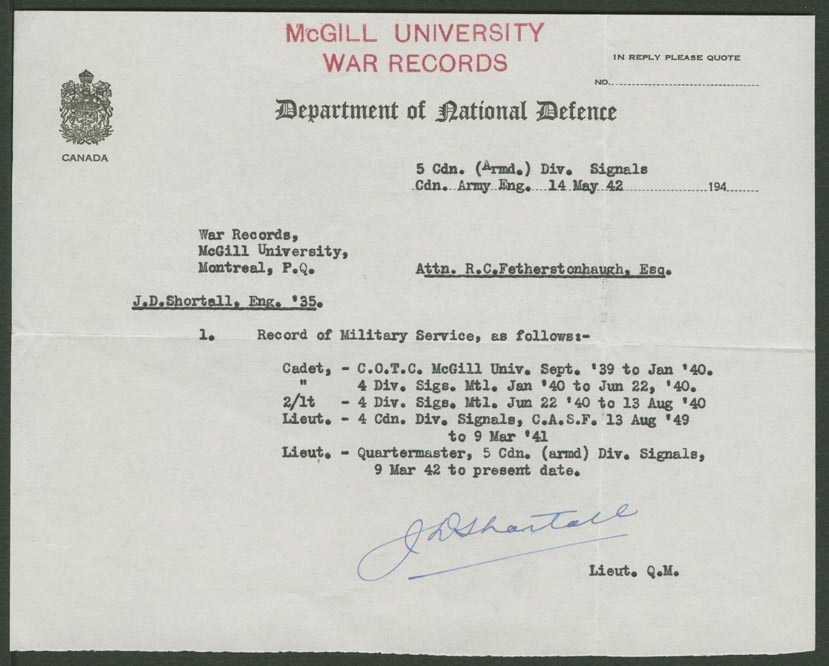 McGILL UNIVERSITY
WAR RECORDS
IN REPLY PLEASE QUOTE
NO.
Department of National Defence
CANADA
5 Cdn. (Armd.) Div. Signals
Cdn. Army Eng. 14 May 42 194
War Records,
McGill University,
Montreal, P.Q.
Attn. R.C.Fetherstonhaugh, Esq.
J.D.Shortall, Eng. '35.
1. Record of Military Service, as follows:-
Cadet, - C.O.T.C. McGill Univ. Sept. '39 to Jan '40.
" 4 Div. Sigs. Mtl. Jan '40 to Jun 22, '40.
2/lt - 4 Div. Sigs. Mtl. Jun 22 '40 to 13 Aug '40
Lieut. - 4 Cdn. Div. Signals, C.A.S.F. 13 Aug '49
to 9 Mar '41
Lieut. - Quartermaster, 5 Cdn. (armd) Div. Signals,
9 Mar 42 to present date.
J D Shortall
Lieut. Q.M.